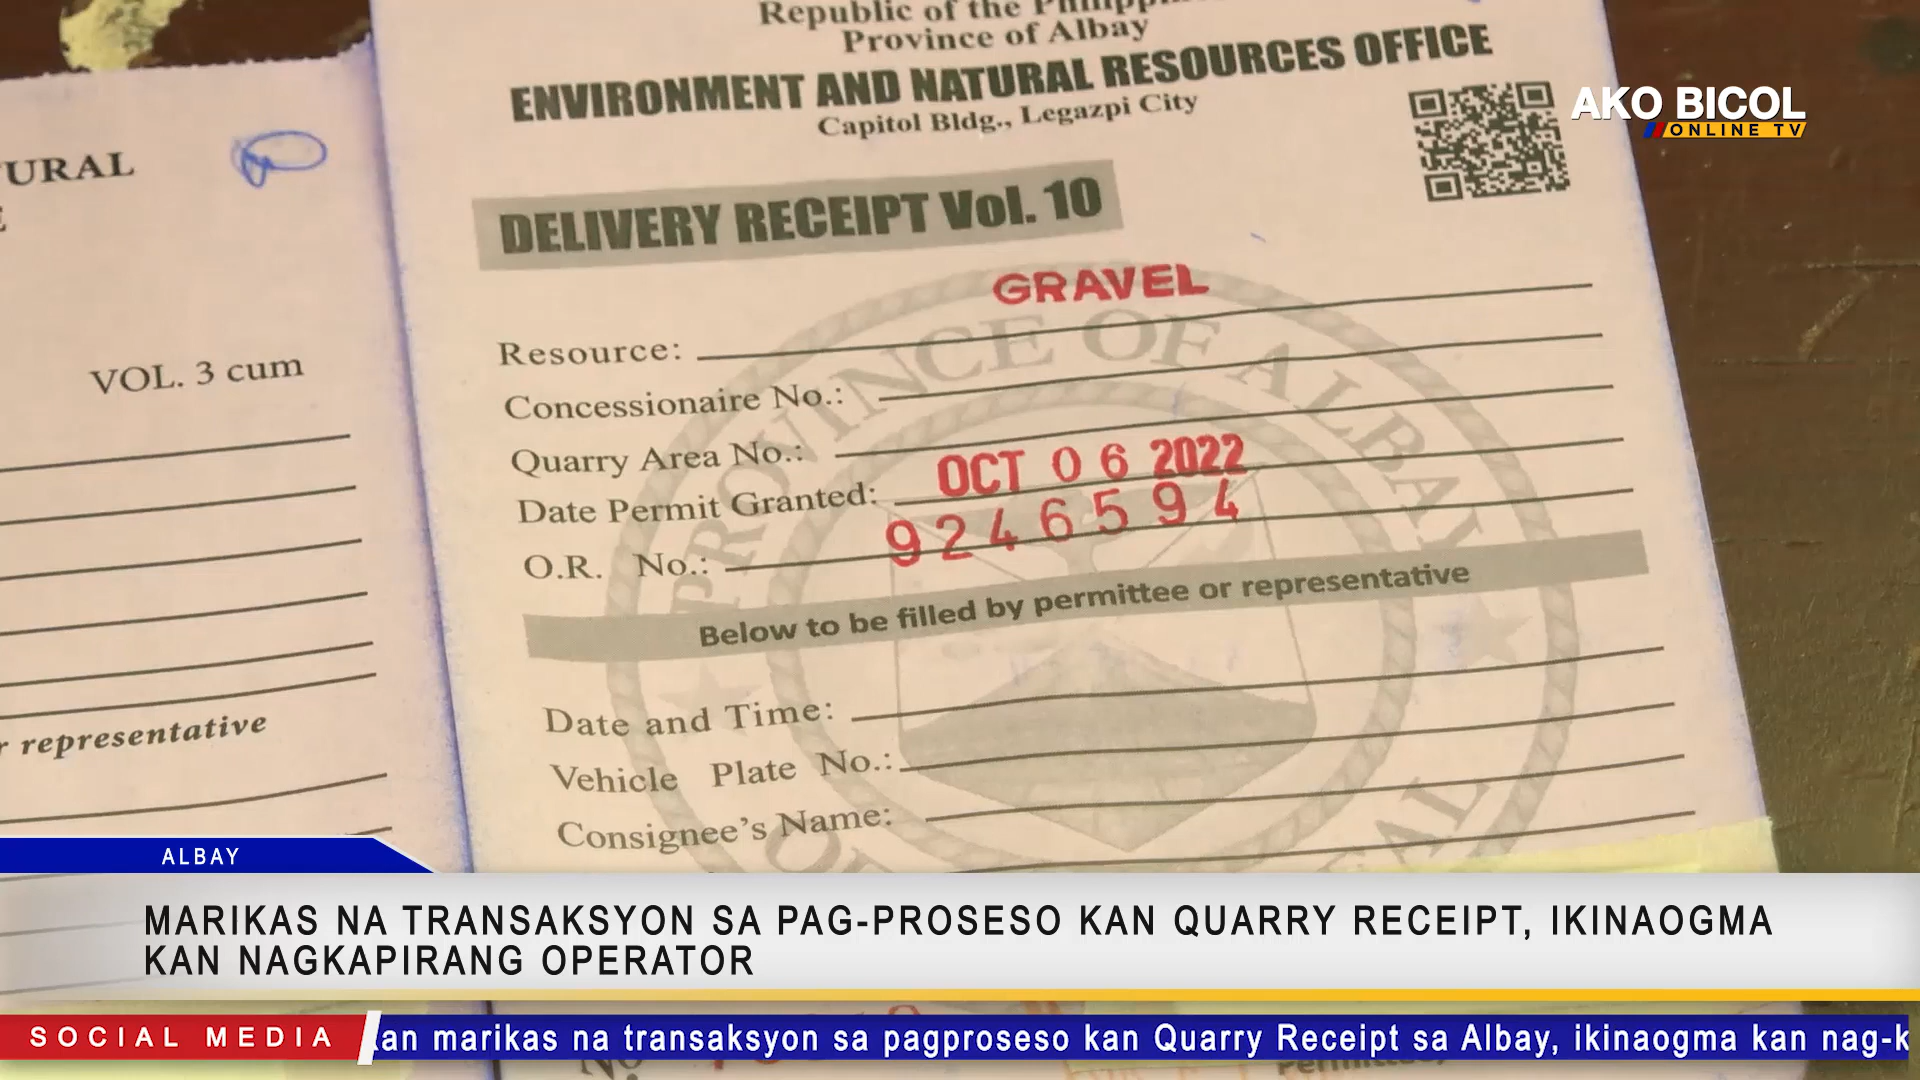 Republic of the
Province of Albay
ENVIRONMENT AND NATURAL RESOURCES OFFICE
Capitol Bldg., Legazpi City
AKO BICOL
ONLINE TV
DELIVERY RECEIPT Vol. 10
GRAVEL
Resource:
Concessionaire No.:
Quarry Area No.:
Date Permit Granted: OCT 06 2022
O.R. No.: 9246594
Below to be filled by permittee or representative
Date and Time:
Vehicle Plate No.:
Consignee's Name:
PROVINCE OF ALBAY
URAL
VOL. 3 cum
representative
ALBAY
MARIKAS NA TRANSAKSYON SA PAG-PROSESO KAN QUARRY RECEIPT, IKINAOGMA
KAN NAGKAPIRANG OPERATOR
SOCIAL MEDIA
kan marikas na transaksyon sa pagproseso kan Quarry Receipt sa Albay, ikinaogma kan nag-k